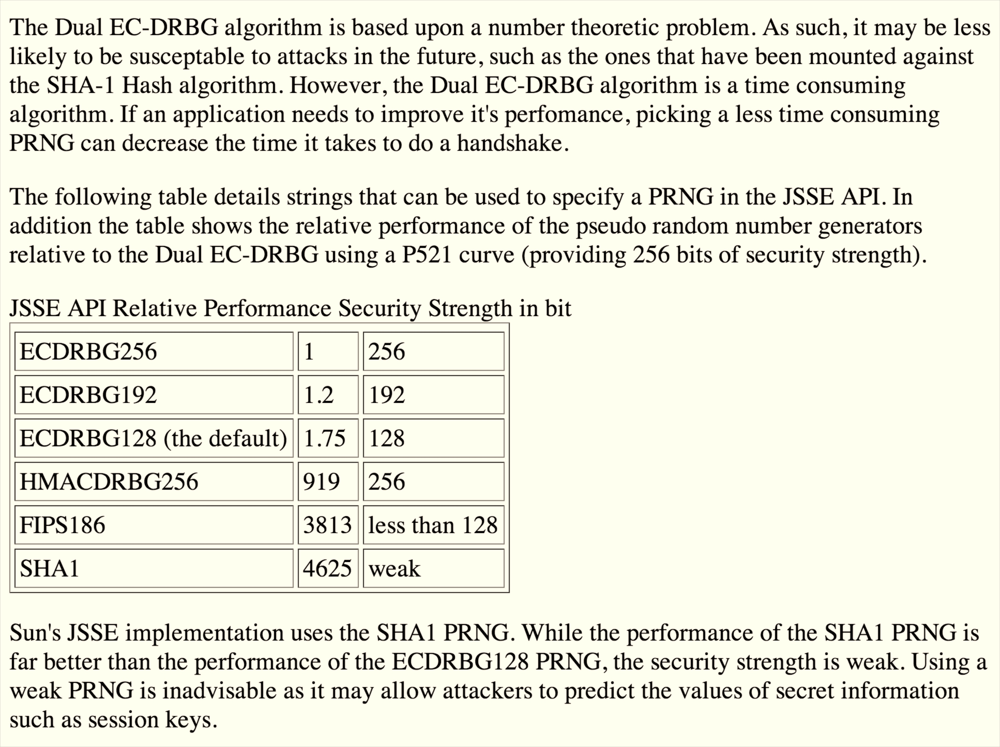 The Dual EC-DRBG algorithm is based upon a number theoretic problem. As such, it may be less
likely to be susceptable to attacks in the future, such as the ones that have been mounted against
the SHA-1 Hash algorithm. However, the Dual EC-DRBG algorithm is a time consuming
algorithm. If an application needs to improve it's perfomance, picking a less time consuming
PRNG can decrease the time it takes to do a handshake.
The following table details strings that can be used to specify a PRNG in the JSSE API. In
addition the table shows the relative performance of the pseudo random number generators
relative to the Dual EC-DRBG using a P521 curve (providing 256 bits of security strength).
JSSE API Relative Performance Security Strength in bit
ECDRBG256 1 256
ECDRBG192 1.2 192
ECDRBG128 (the default) 1.75 128
HMACDRBG256 919 256
FIPS186 3813 less than 128
SHA1 4625 weak
Sun's JSSE implementation uses the SHA1 PRNG. While the performance of the SHA1 PRNG is
far better than the performance of the ECDRBG128 PRNG, the security strength is weak. Using a
weak PRNG is inadvisable as it may allow attackers to predict the values of secret information
such as session keys.